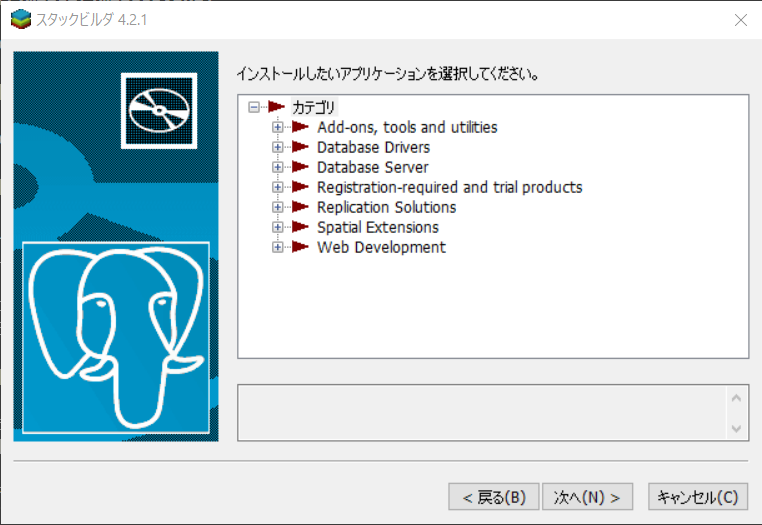 スタックビルダ 4.2.1
インストールしたいアプリケーションを選択してください。
カテゴリ
Add-ons, tools and utilities
Database Drivers
Database Server
Registration-required and trial products
Replication Solutions
Spatial Extensions
Web Development
< 戻る(B)
次へ(N) >
キャンセル(C)